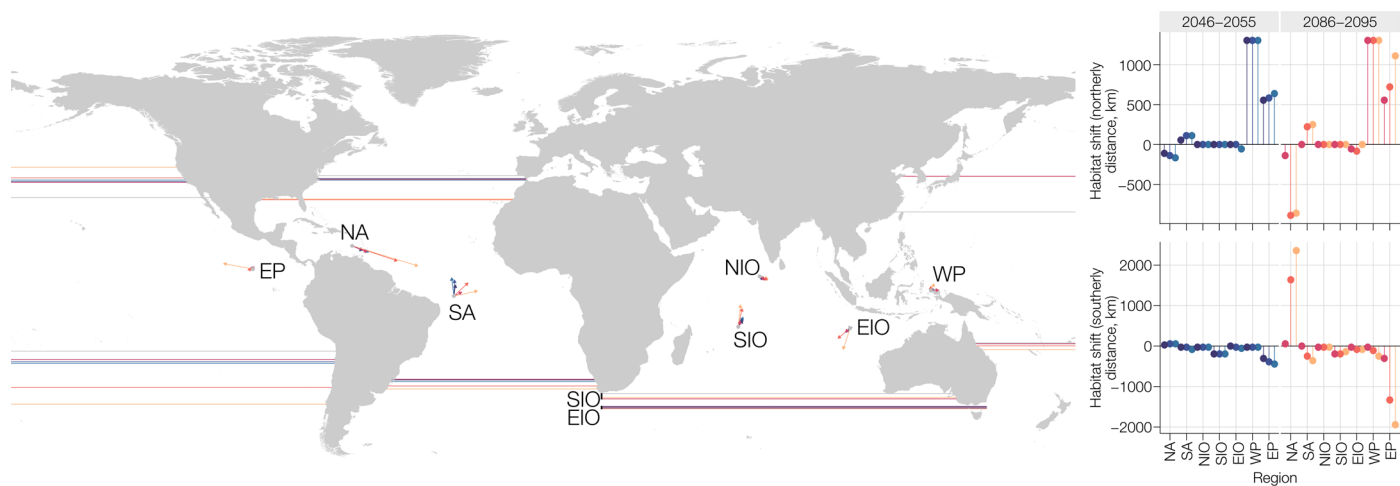 NA
EP
SA
NIO
WP
SIO
EIO
SIO
EIO
2046–2055
2086–2095
Habitat shift (northerly
distance, km)
1000
500
0
−500
Habitat shift (southerly
distance, km)
2000
1000
0
−1000
−2000
NA
SA
NIO
SIO
EIO
WP
EP
NA
SA
NIO
SIO
EIO
WP
EP
Region